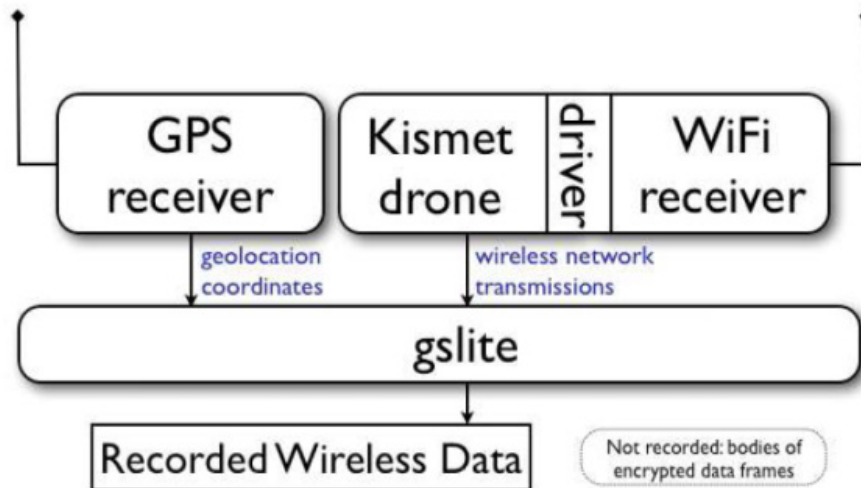 GPS
receiver
Kismet
drone
driver
WiFi
receiver
geolocation
coordinates
wireless network
transmissions
gslite
Recorded Wireless Data
Not recorded: bodies of
encrypted data frames